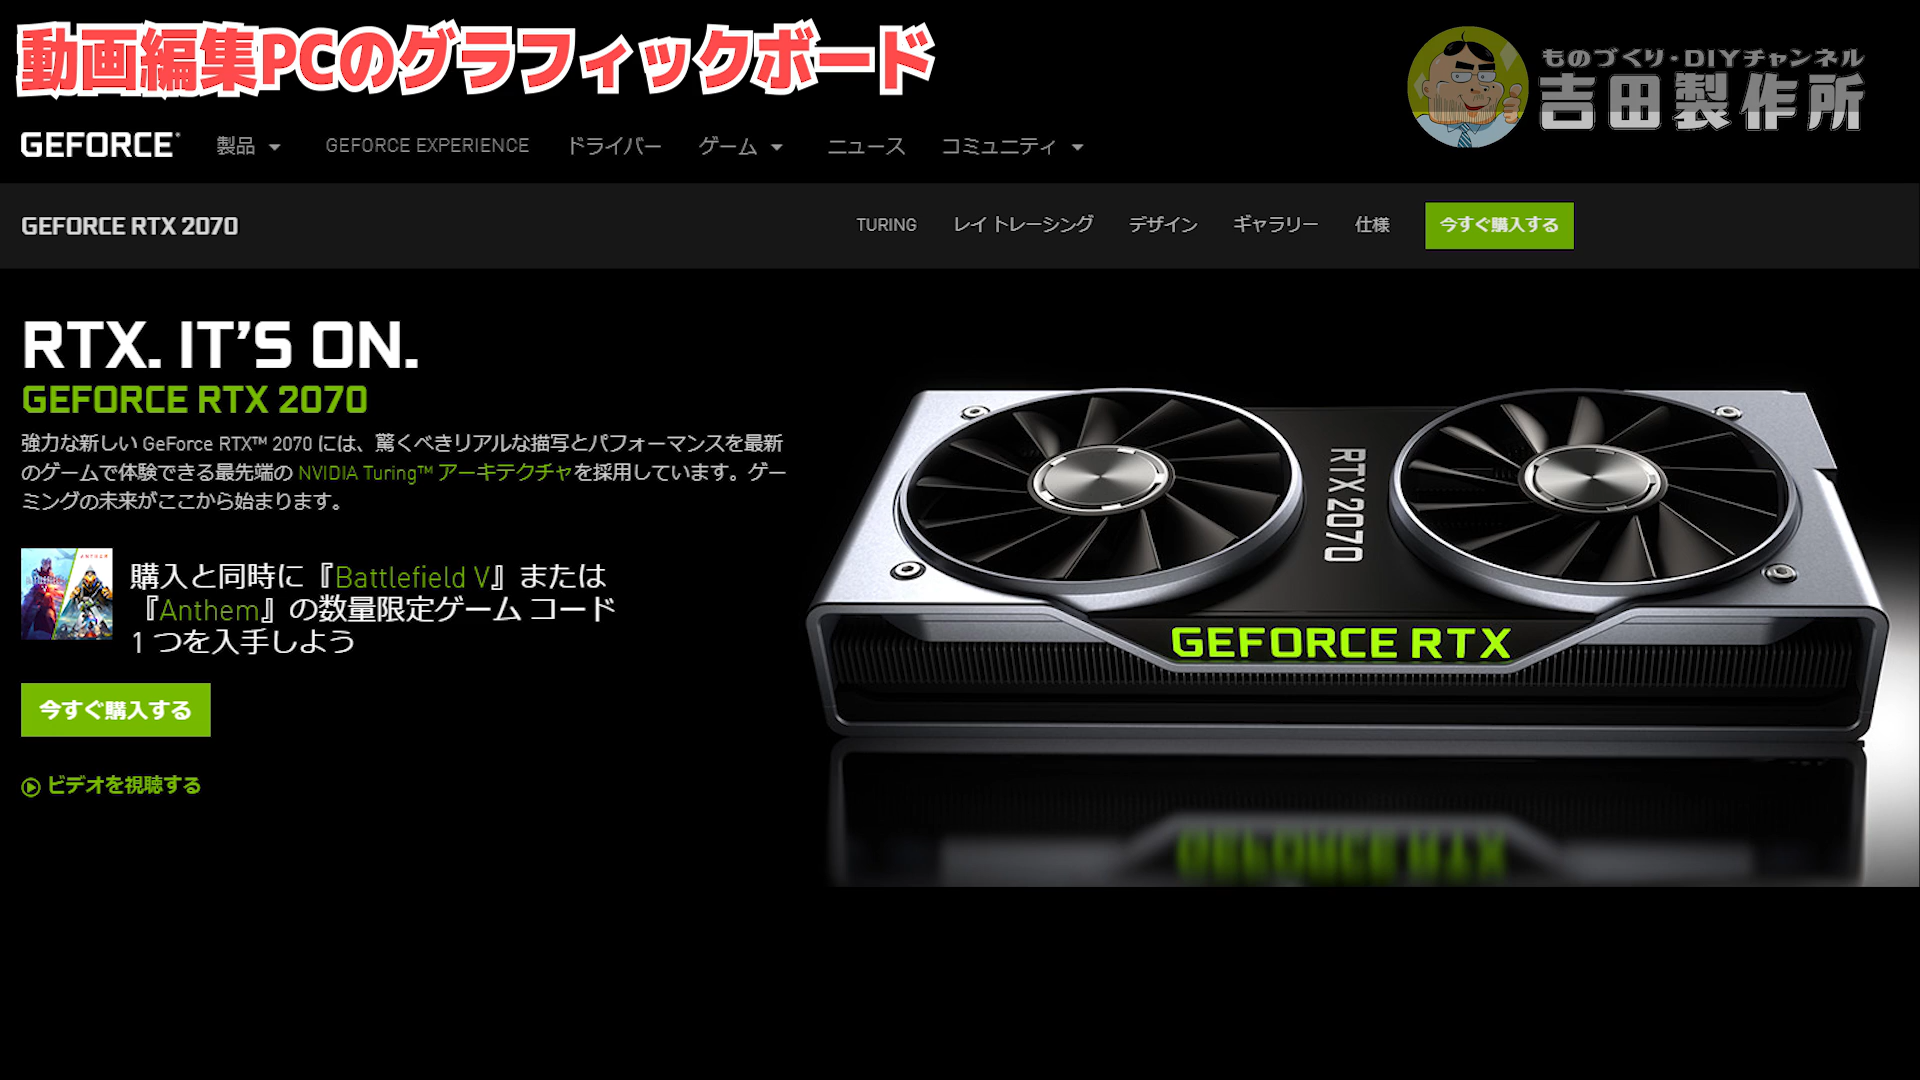 動画編集PCのグラフィックボード
ものづくり・DIYチャンネル
吉田製作所
GEFORCE
製品
GEFORCE EXPERIENCE
ドライバー
ゲーム
ニュース
コミュニティ
GEFORCE RTX 2070
TURING
レイ トレーシング
デザイン
ギャラリー
仕様
今すぐ購入する
RTX. IT'S ON.
GEFORCE RTX 2070
強力な新しい GeForce RTX™ 2070 には、驚くべきリアルな描写とパフォーマンスを最新
のゲームで体験できる最先端の NVIDIA Turing™ アーキテクチャを採用しています。ゲー
ミングの未来がここから始まります。
ANTHEM
購入と同時に『Battlefield V』または
『Anthem』の数量限定ゲーム コード
1 つを入手しよう
今すぐ購入する
ビデオを視聴する
RTX 2070
GEFORCE RTX